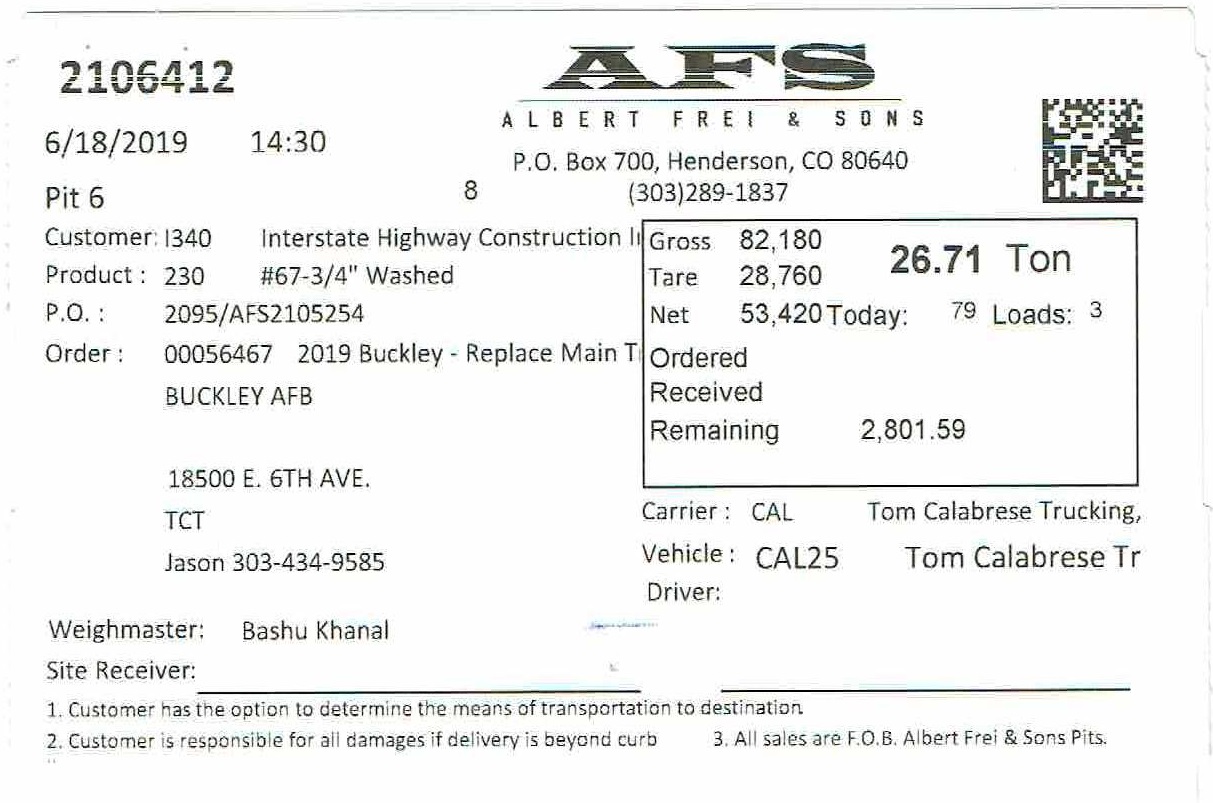 2106412
AFS
ALBERT FREI & SONS
6/18/2019 14:30
P.O. Box 700, Henderson, CO 80640
Pit 6 8 (303)289-1837
Customer: I340 Interstate Highway Construction I
Product : 230 #67-3/4" Washed
P.O. : 2095/AFS2105254
Order : 00056467 2019 Buckley - Replace Main T
BUCKLEY AFB
18500 E. 6TH AVE.
TCT
Jason 303-434-9585
Gross 82,180 26.71 Ton
Tare 28,760
Net 53,420 Today: 79 Loads: 3
Ordered
Received
Remaining 2,801.59
Carrier : CAL Tom Calabrese Trucking,
Vehicle : CAL25 Tom Calabrese Tr
Driver:
Weighmaster: Bashu Khanal
Site Receiver:
1. Customer has the option to determine the means of transportation to destination.
2. Customer is responsible for all damages if delivery is beyond curb 3. All sales are F.O.B. Albert Frei & Sons Pits.